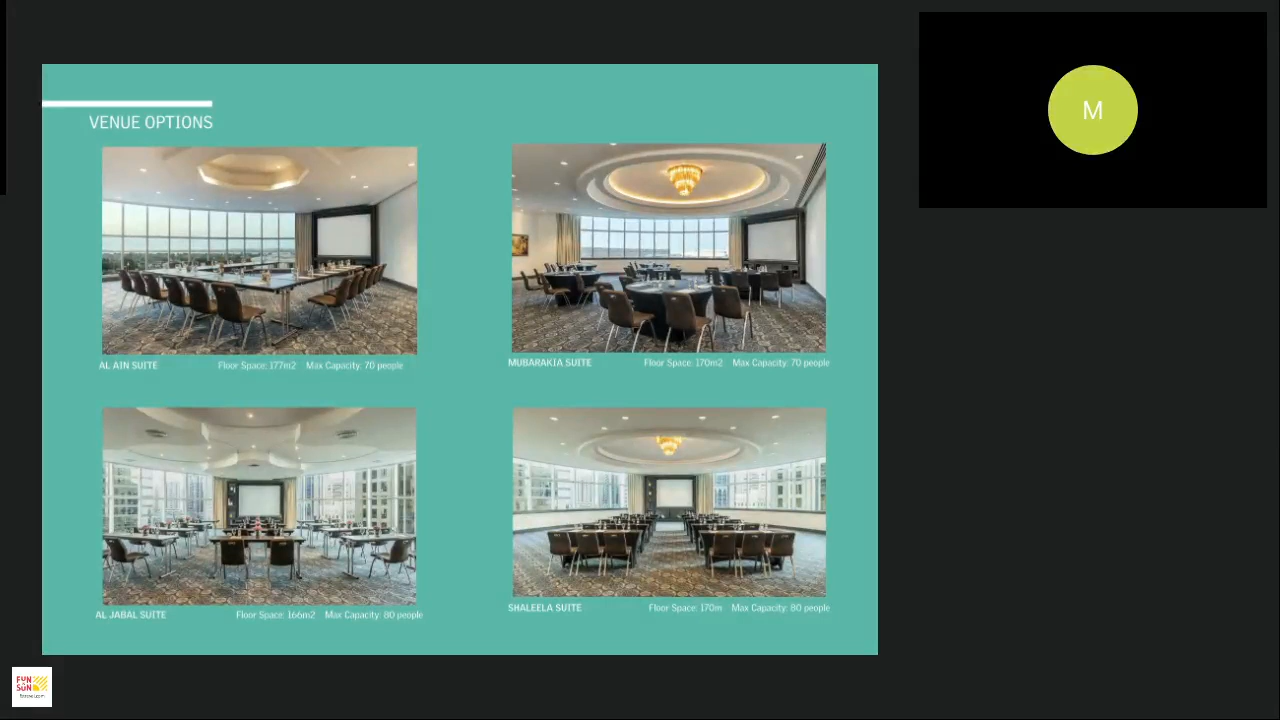 VENUE OPTIONS
AL AIN SUITE Floor Space: 177m2 Max Capacity: 70 people
MUBARAKIA SUITE Floor Space: 170m2 Max Capacity: 70 people
AL JABAL SUITE Floor Space: 166m2 Max Capacity: 80 people
SHALEELA SUITE Floor Space: 170m Max Capacity: 80 people
M
FUN
SUN